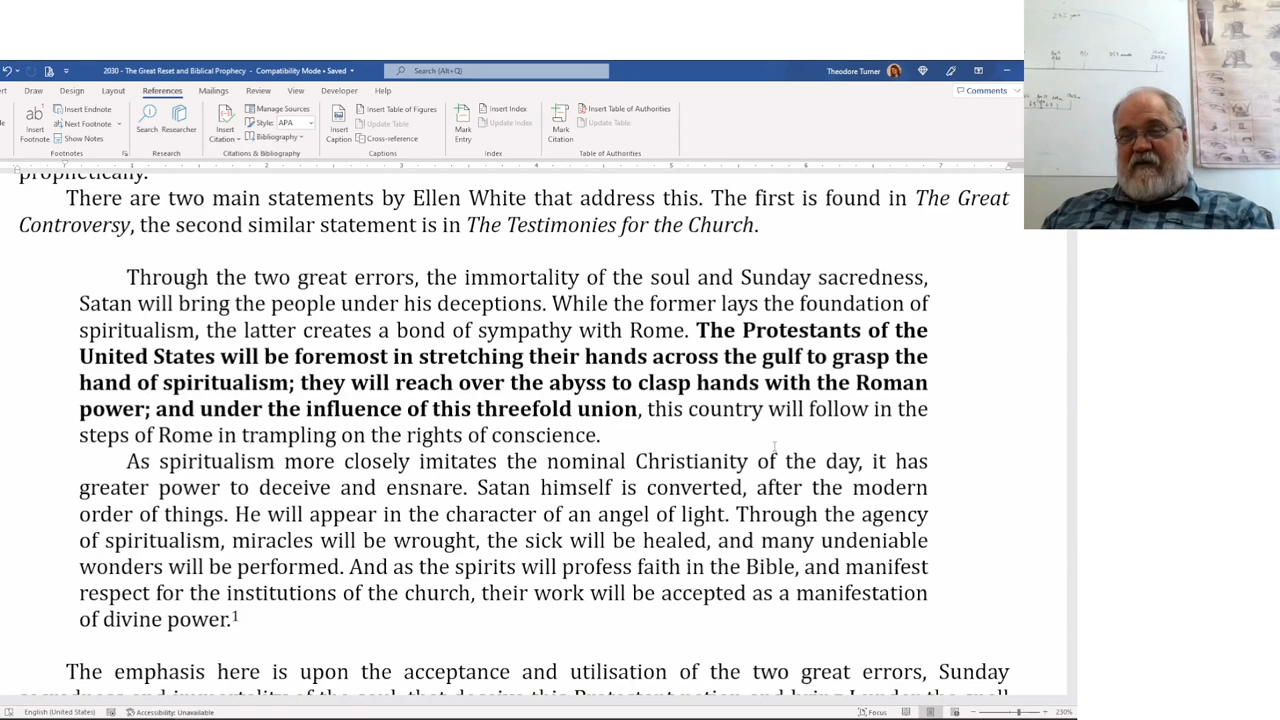 2030 - The Great Reset and Biblical Prophecy - Compatibility Mode • Saved
Search (Alt+Q)
Theodore Turner
Draw Design Layout References Mailings Review View Developer Help
Comments
Insert Footnote
Insert Endnote
Next Footnote
Show Notes
Footnotes
Search
Researcher
Research
Insert Citation
Manage Sources
Style: APA
Bibliography
Citations & Bibliography
Insert Caption
Insert Table of Figures
Update Table
Cross-reference
Captions
Mark Entry
Insert Index
Update Index
Index
Mark Citation
Insert Table of Authorities
Update Table
Table of Authorities
prophetically.
There are two main statements by Ellen White that address this. The first is found in The Great
Controversy, the second similar statement is in The Testimonies for the Church.
Through the two great errors, the immortality of the soul and Sunday sacredness,
Satan will bring the people under his deceptions. While the former lays the foundation of
spiritualism, the latter creates a bond of sympathy with Rome. The Protestants of the
United States will be foremost in stretching their hands across the gulf to grasp the
hand of spiritualism; they will reach over the abyss to clasp hands with the Roman
power; and under the influence of this threefold union, this country will follow in the
steps of Rome in trampling on the rights of conscience.
As spiritualism more closely imitates the nominal Christianity of the day, it has
greater power to deceive and ensnare. Satan himself is converted, after the modern
order of things. He will appear in the character of an angel of light. Through the agency
of spiritualism, miracles will be wrought, the sick will be healed, and many undeniable
wonders will be performed. And as the spirits will profess faith in the Bible, and manifest
respect for the institutions of the church, their work will be accepted as a manifestation
of divine power.1
The emphasis here is upon the acceptance and utilisation of the two great errors, Sunday
English (United States)
Accessibility: Unavailable
Focus
230%